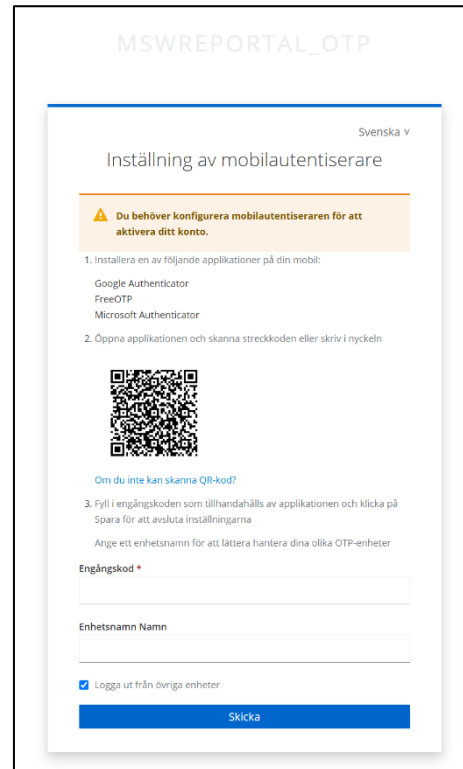 MSWREPORTAL_OTP
Svenska v
Inställning av mobilautentiserare
Du behöver konfigurera mobilautentiseraren för att
aktivera ditt konto.
1. Installera en av följande applikationer på din mobil:
Google Authenticator
FreeOTP
Microsoft Authenticator
2. Öppna applikationen och skanna streckkoden eller skriv i nyckeln
Om du inte kan skanna QR-kod?
3. Fyll i engångskoden som tillhandahålls av applikationen och klicka på
Spara för att avsluta inställningarna
Ange ett enhetsnamn för att lättera hantera dina olika OTP-enheter
Engångskod *
Enhetsnamn Namn
Logga ut från övriga enheter
Skicka